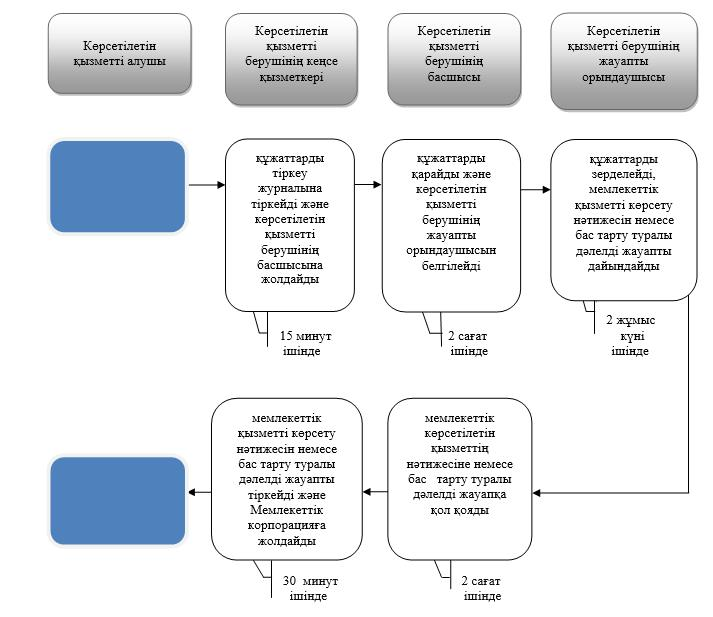 Көрсетілетін
қызметті алушы
Көрсетілетін
қызметті
берушінің кеңсе
қызметкері
Көрсетілетін
қызметті
берушінің
басшысы
Көрсетілетін
қызметті берушінің
жауапты
орындаушысы
құжаттарды
тіркеу
журналына
тіркейді және
көрсетілетін
қызметті
берушінің
басшысына
жолдайды
15 минут
ішінде
құжаттарды
қарайды және
көрсетілетін
қызметті
берушінің
жауапты
орындаушысын
белгілейді
2 сағат
ішінде
құжаттарды
зерделейді,
мемлекеттік
қызметті көрсету
нәтижесін немесе
бас тарту туралы
дәлелді жауапты
дайындайды
2 жұмыс
күні
ішінде
мемлекеттік
қызметті көрсету
нәтижесін немесе
бас тарту туралы
дәлелді жауапты
тіркейді және
Мемлекеттік
корпорацияға
жолдайды
30 минут
ішінде
мемлекеттік
көрсетілетін
қызметтің
нәтижесіне немесе
бас тарту туралы
дәлелді жауапқа
қол қояды
2 сағат
ішінде